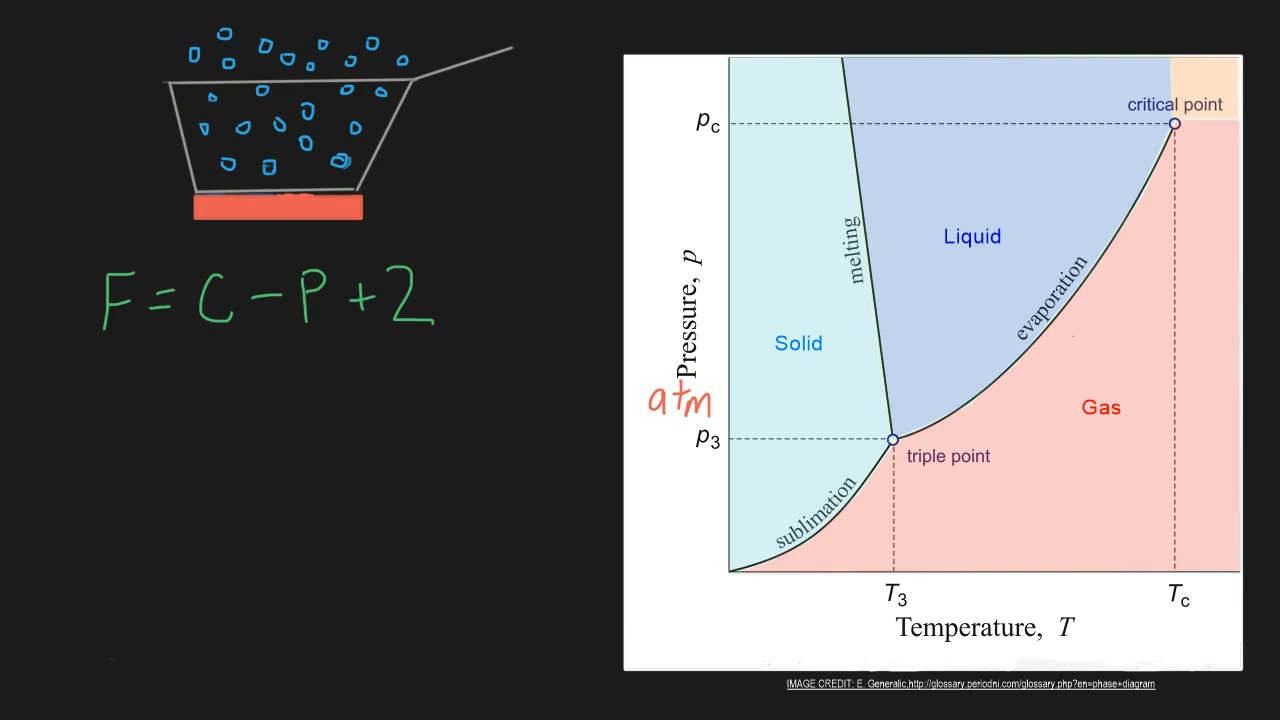 F = C - P + 2
critical point
pc
Liquid
melting
evaporation
Pressure, p
Solid
atm
Gas
p3
triple point
sublimation
T3
Tc
Temperature, T
IMAGE CREDIT: E. Generalic,http://glossary.periodni.com/glossary.php?en=phase+diagram